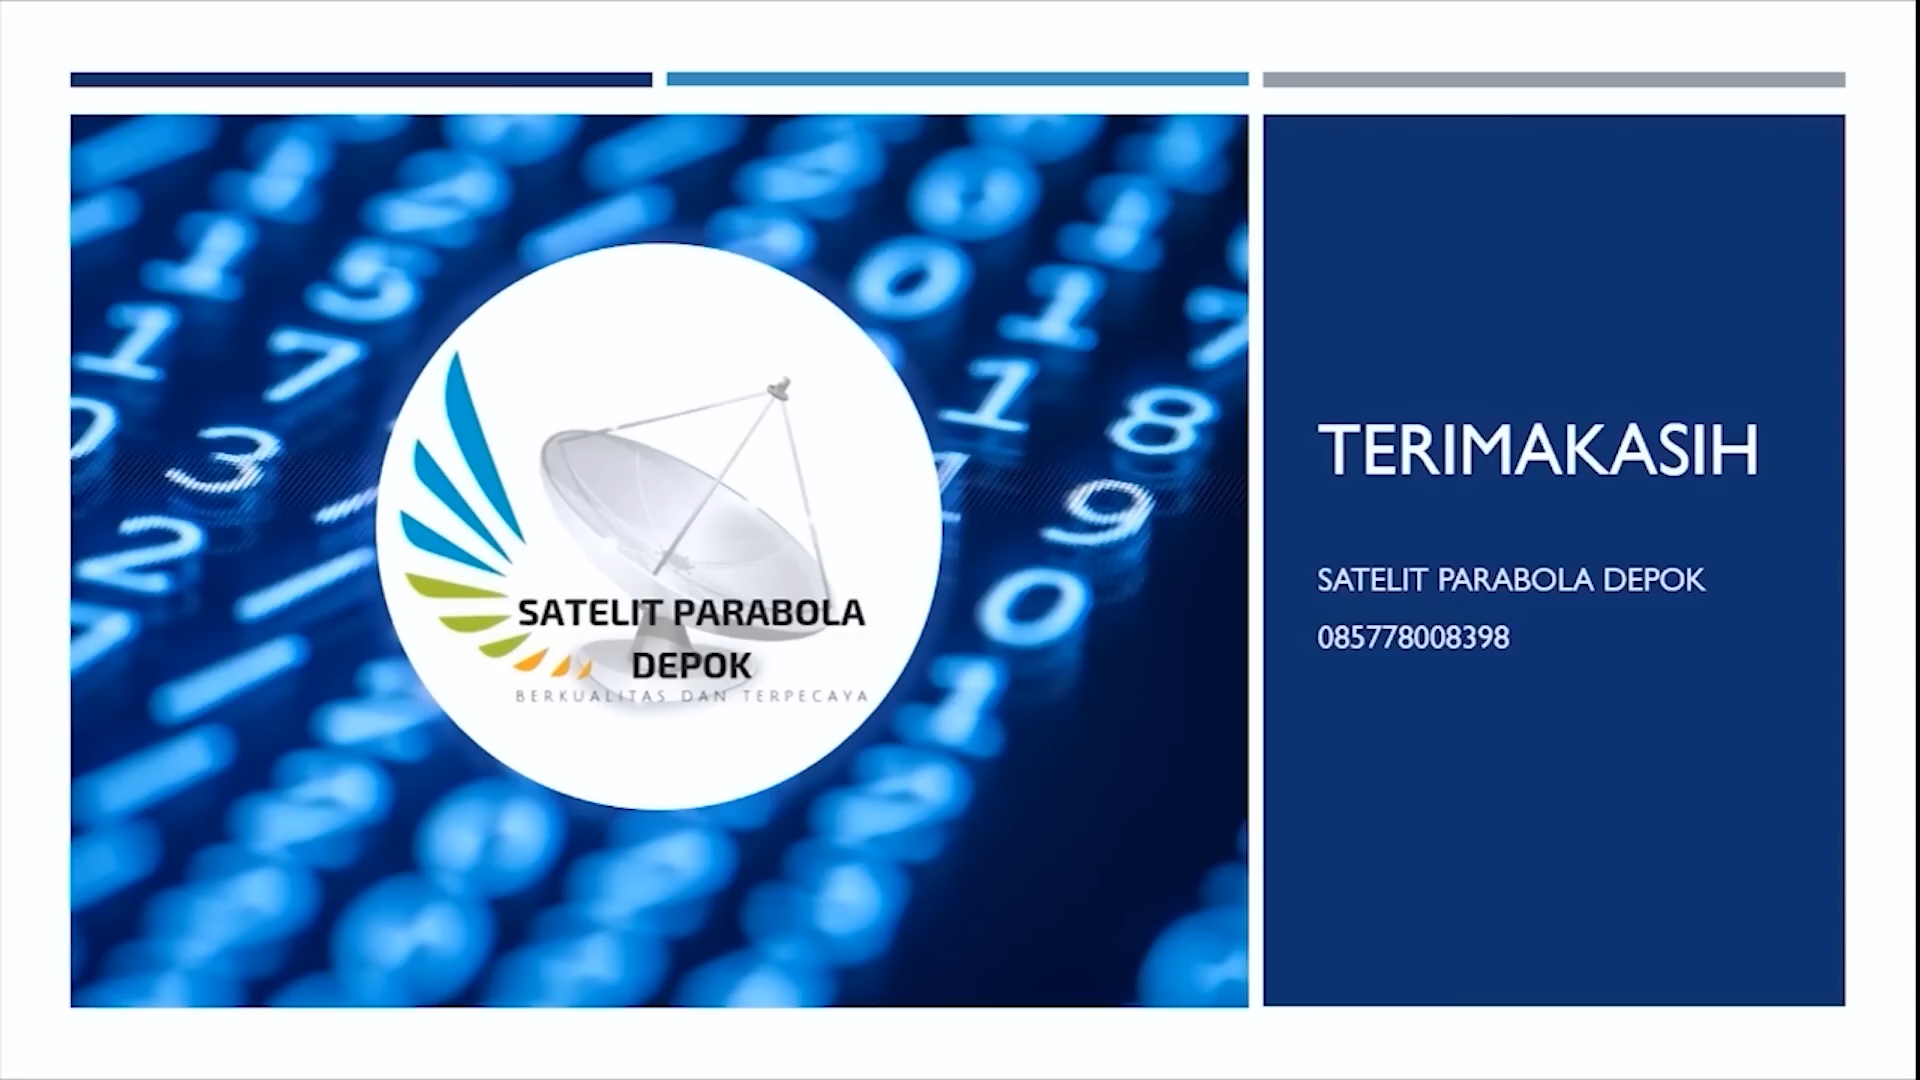 SATELIT PARABOLA
DEPOK
BERKUALITAS DAN TERPECAYA
TERIMAKASIH
SATELIT PARABOLA DEPOK
085778008398